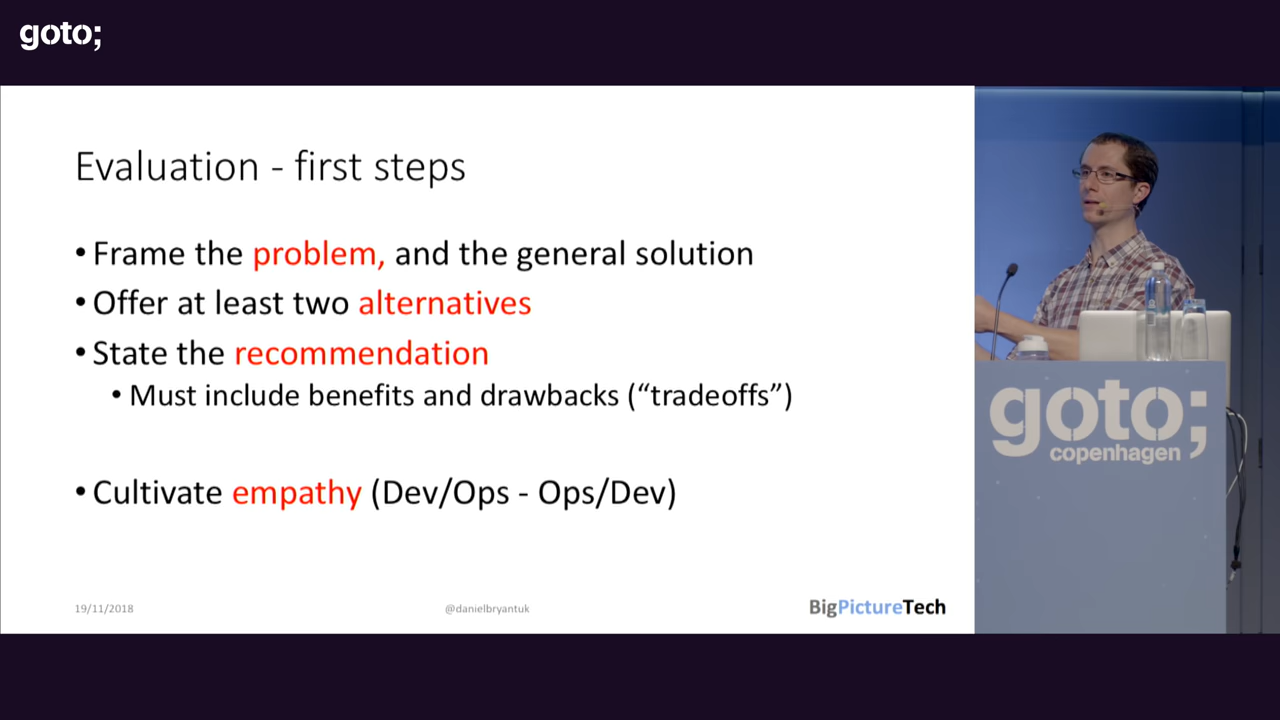 goto;
Evaluation - first steps
• Frame the problem, and the general solution
• Offer at least two alternatives
• State the recommendation
• Must include benefits and drawbacks (“tradeoffs”)
• Cultivate empathy (Dev/Ops - Ops/Dev)
19/11/2018
@danielbryantuk
BigPictureTech
goto;
copenhagen